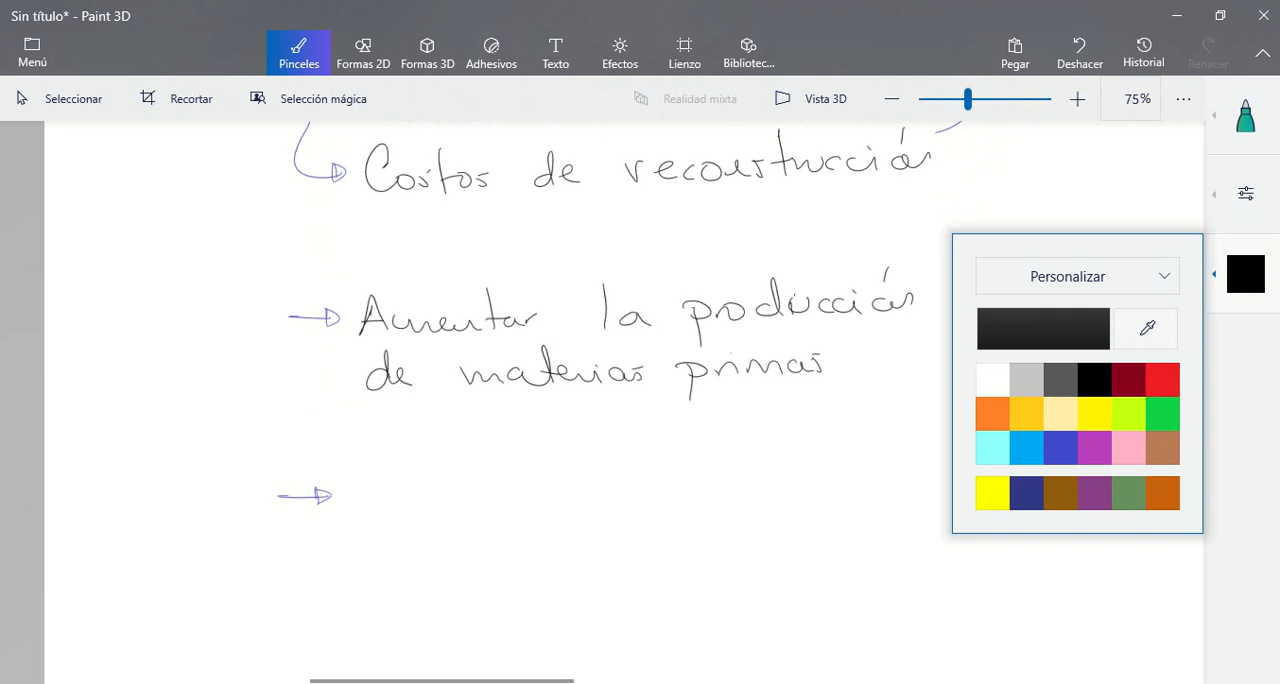 Sin título* - Paint 3D
Menú
Pinceles
Formas 2D
Formas 3D
Adhesivos
Texto
Efectos
Lienzo
Bibliotec...
Pegar
Deshacer
Historial
Rehacer
Seleccionar
Recortar
Selección mágica
Realidad mixta
Vista 3D
75%
Costos de reconstrucción
Personalizar
Aumentar la producción
de materias primas